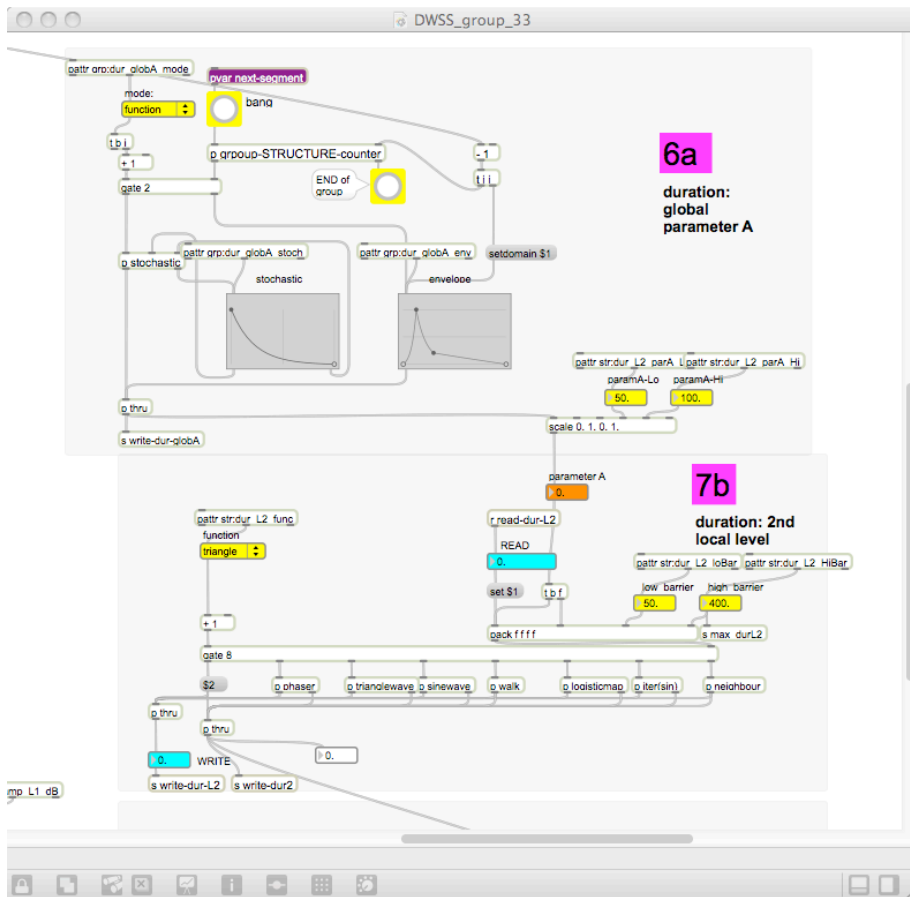 DWSS_group_33
pattr grp:dur_globA_mode
pvar next-segment
mode:
bang
function
t b i
p grpoup-STRUCTURE-counter
- 1
+ 1
6a
END of
group
t i i
gate 2
duration:
global
parameter A
pattr grp:dur_globA_stoch
pattr grp:dur_globA_env
setdomain $1
p stochastic
stochastic
envelope
pattr str:dur_L2_parA_L
pattr str:dur_L2_parA_Hi
paramA-Lo
paramA-Hi
50.
100.
p thru
scale 0. 1. 0. 1.
s write-dur-globA
parameter A
0.
7b
pattr str:dur_L2_func
r read-dur-L2
duration: 2nd
local level
function
READ
triangle
0.
pattr str:dur_L2_loBar
pattr str:dur_L2_HiBar
set $1
t b f
low barrier
high barrier
50.
400.
+ 1
pack f f f f
s max_durL2
gate 8
$2
p phaser
p trianglewave
p sinewave
p walk
p logisticmap
p iter(sin)
p neighbour
p thru
p thru
0.
WRITE
0.
s write-dur-L2
s write-dur2
mp_L1_dB